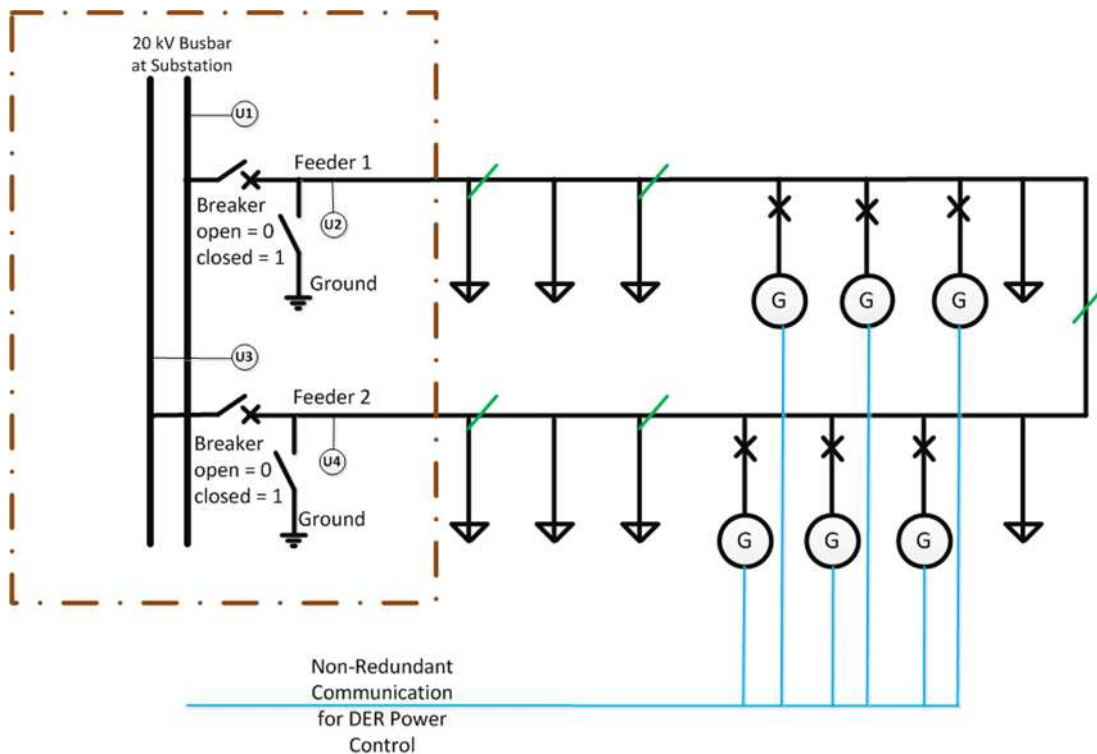 20 kV Busbar
at Substation
U1
Feeder 1
Breaker
open = 0
closed = 1
U2
Ground
G
G
G
U3
Feeder 2
Breaker
open = 0
closed = 1
U4
Ground
G
G
G
Non-Redundant
Communication
for DER Power
Control